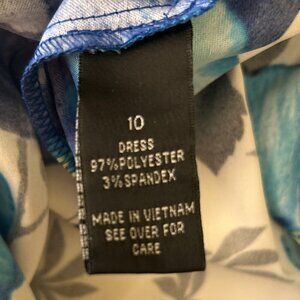 10
DRESS
97%POLYESTER
3%SPANDEX
MADE IN VIETNAM
SEE OVER FOR
CARE